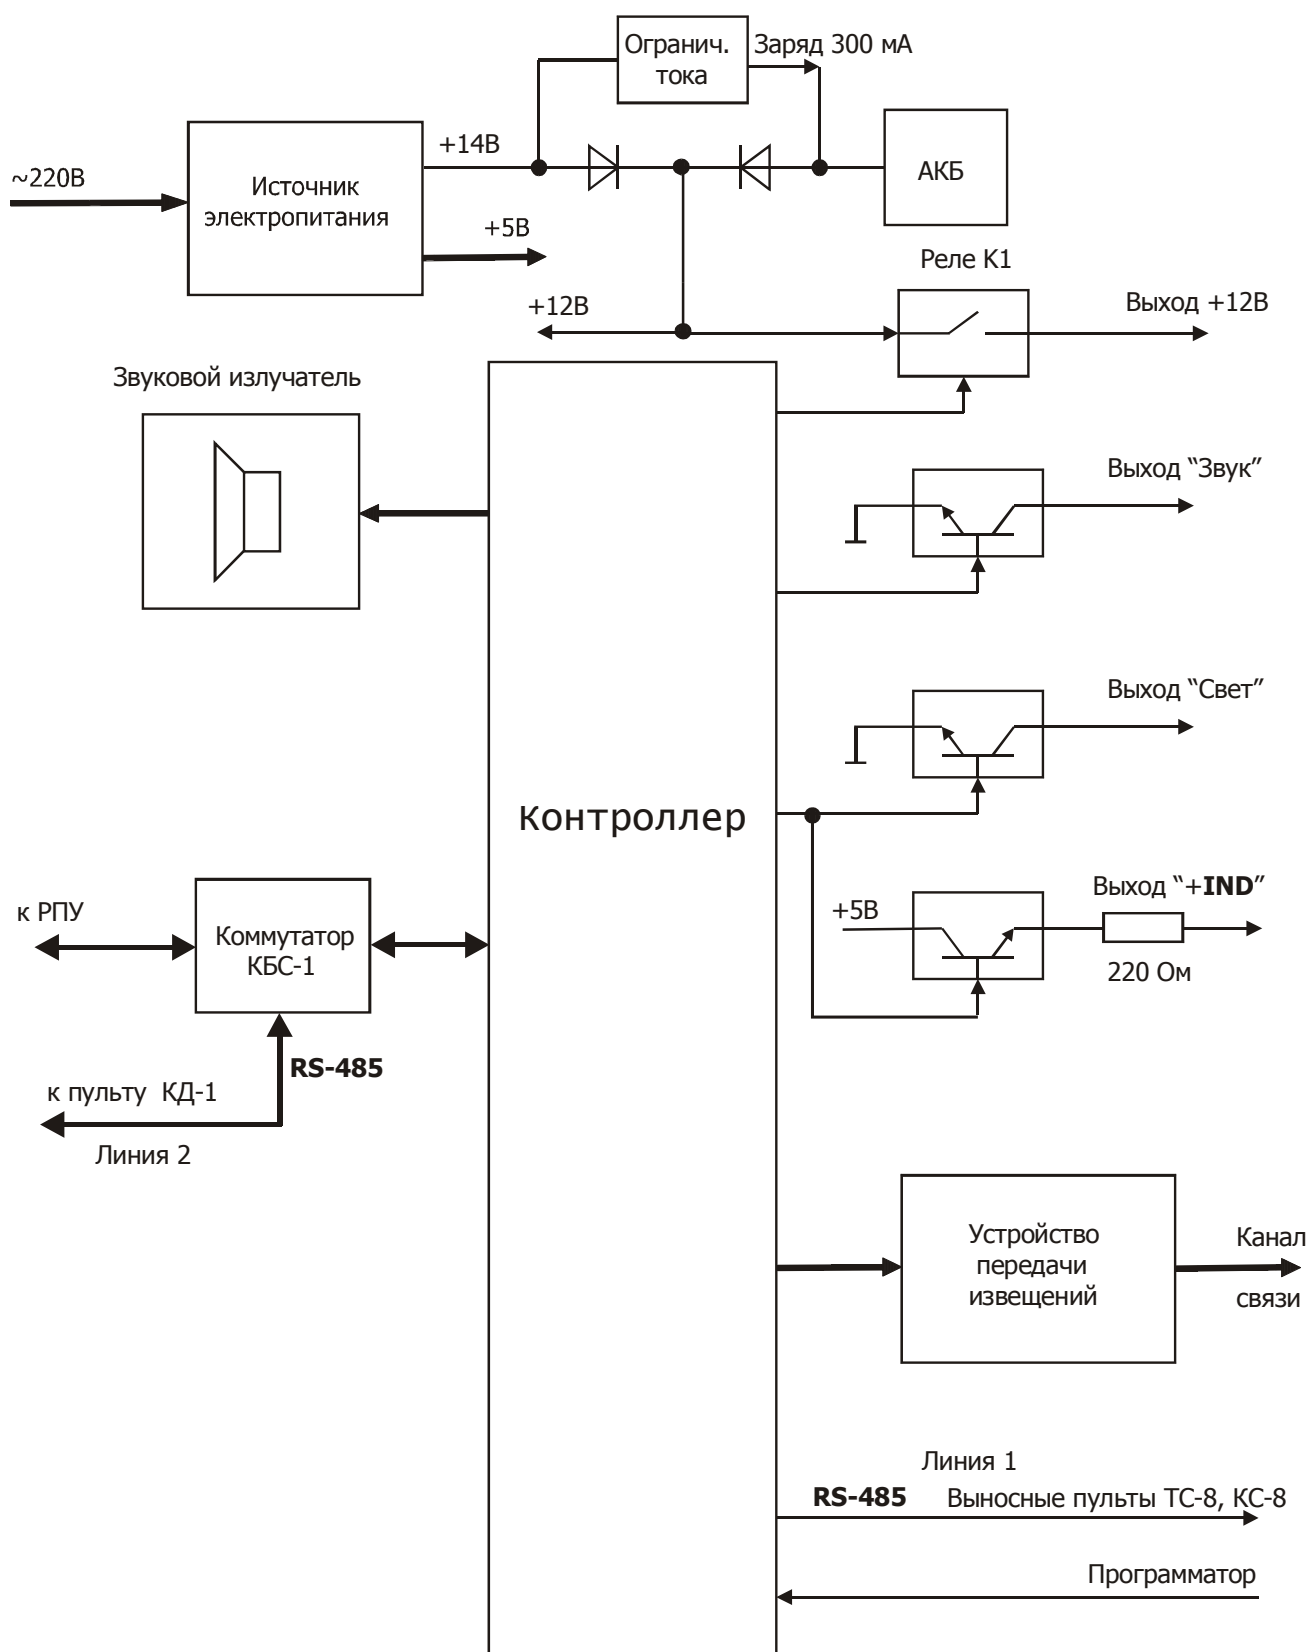 Огранич.
тока
Заряд 300 мА
+14В
~220В
Источник
электропитания
АКБ
+5В
Реле К1
+12В
Выход +12В
Звуковой излучатель
Выход “Звук”
Выход “Свет”
Контроллер
Выход “+IND”
+5В
220 Ом
к РПУ
Коммутатор
КБС-1
RS-485
к пульту КД-1
Линия 2
Устройство
передачи
извещений
Канал
связи
Линия 1
RS-485 Выносные пульты ТС-8, КС-8
Программатор